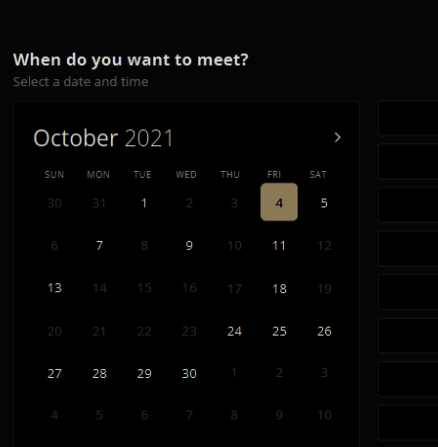 When do you want to meet?
Select a date and time
October 2021
SUN MON TUE WED THU FRI SAT
30 31 1 2 3 4 5
6 7 8 9 10 11 12
13 14 15 16 17 18 19
20 21 22 23 24 25 26
27 28 29 30 1 2 3
4 5 6 7 8 9 10